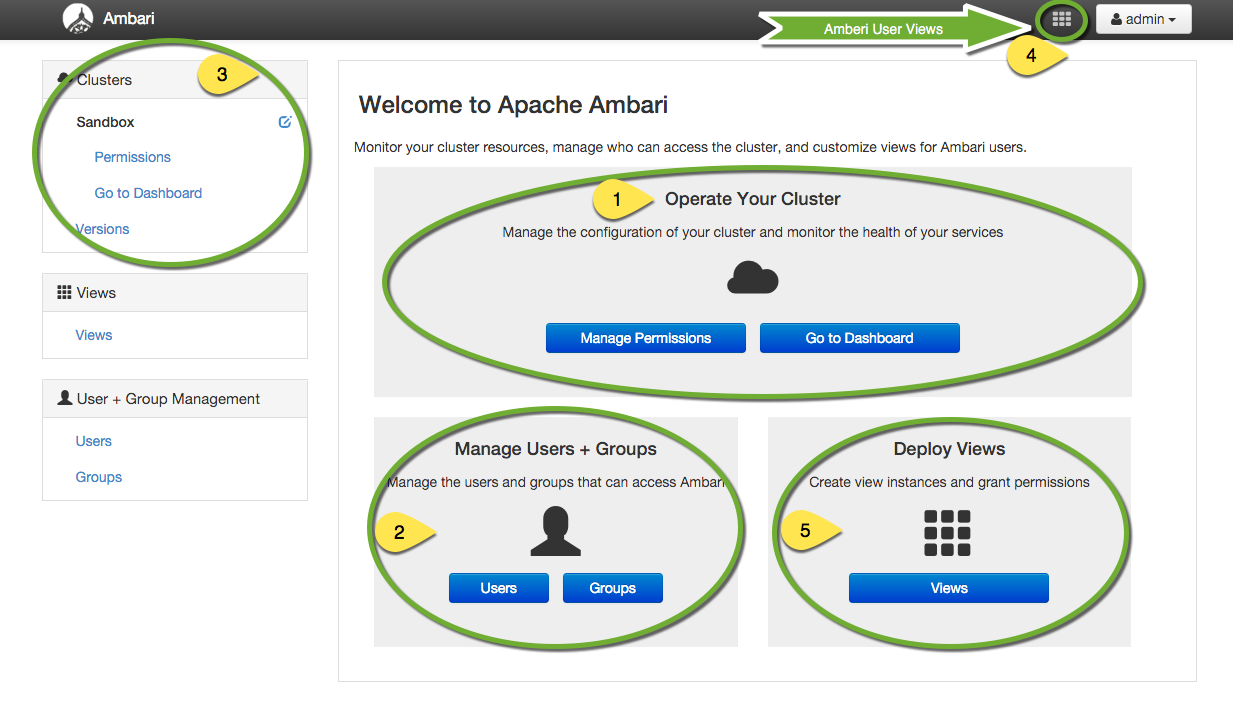 Ambari
Amberi User Views
admin
4
Clusters
3
Sandbox
Permissions
Go to Dashboard
Versions
Views
Views
User + Group Management
Users
Groups
Welcome to Apache Ambari
Monitor your cluster resources, manage who can access the cluster, and customize views for Ambari users.
1
Operate Your Cluster
Manage the configuration of your cluster and monitor the health of your services
Manage Permissions
Go to Dashboard
Manage Users + Groups
Manage the users and groups that can access Ambari
2
Users
Groups
Deploy Views
Create view instances and grant permissions
5
Views